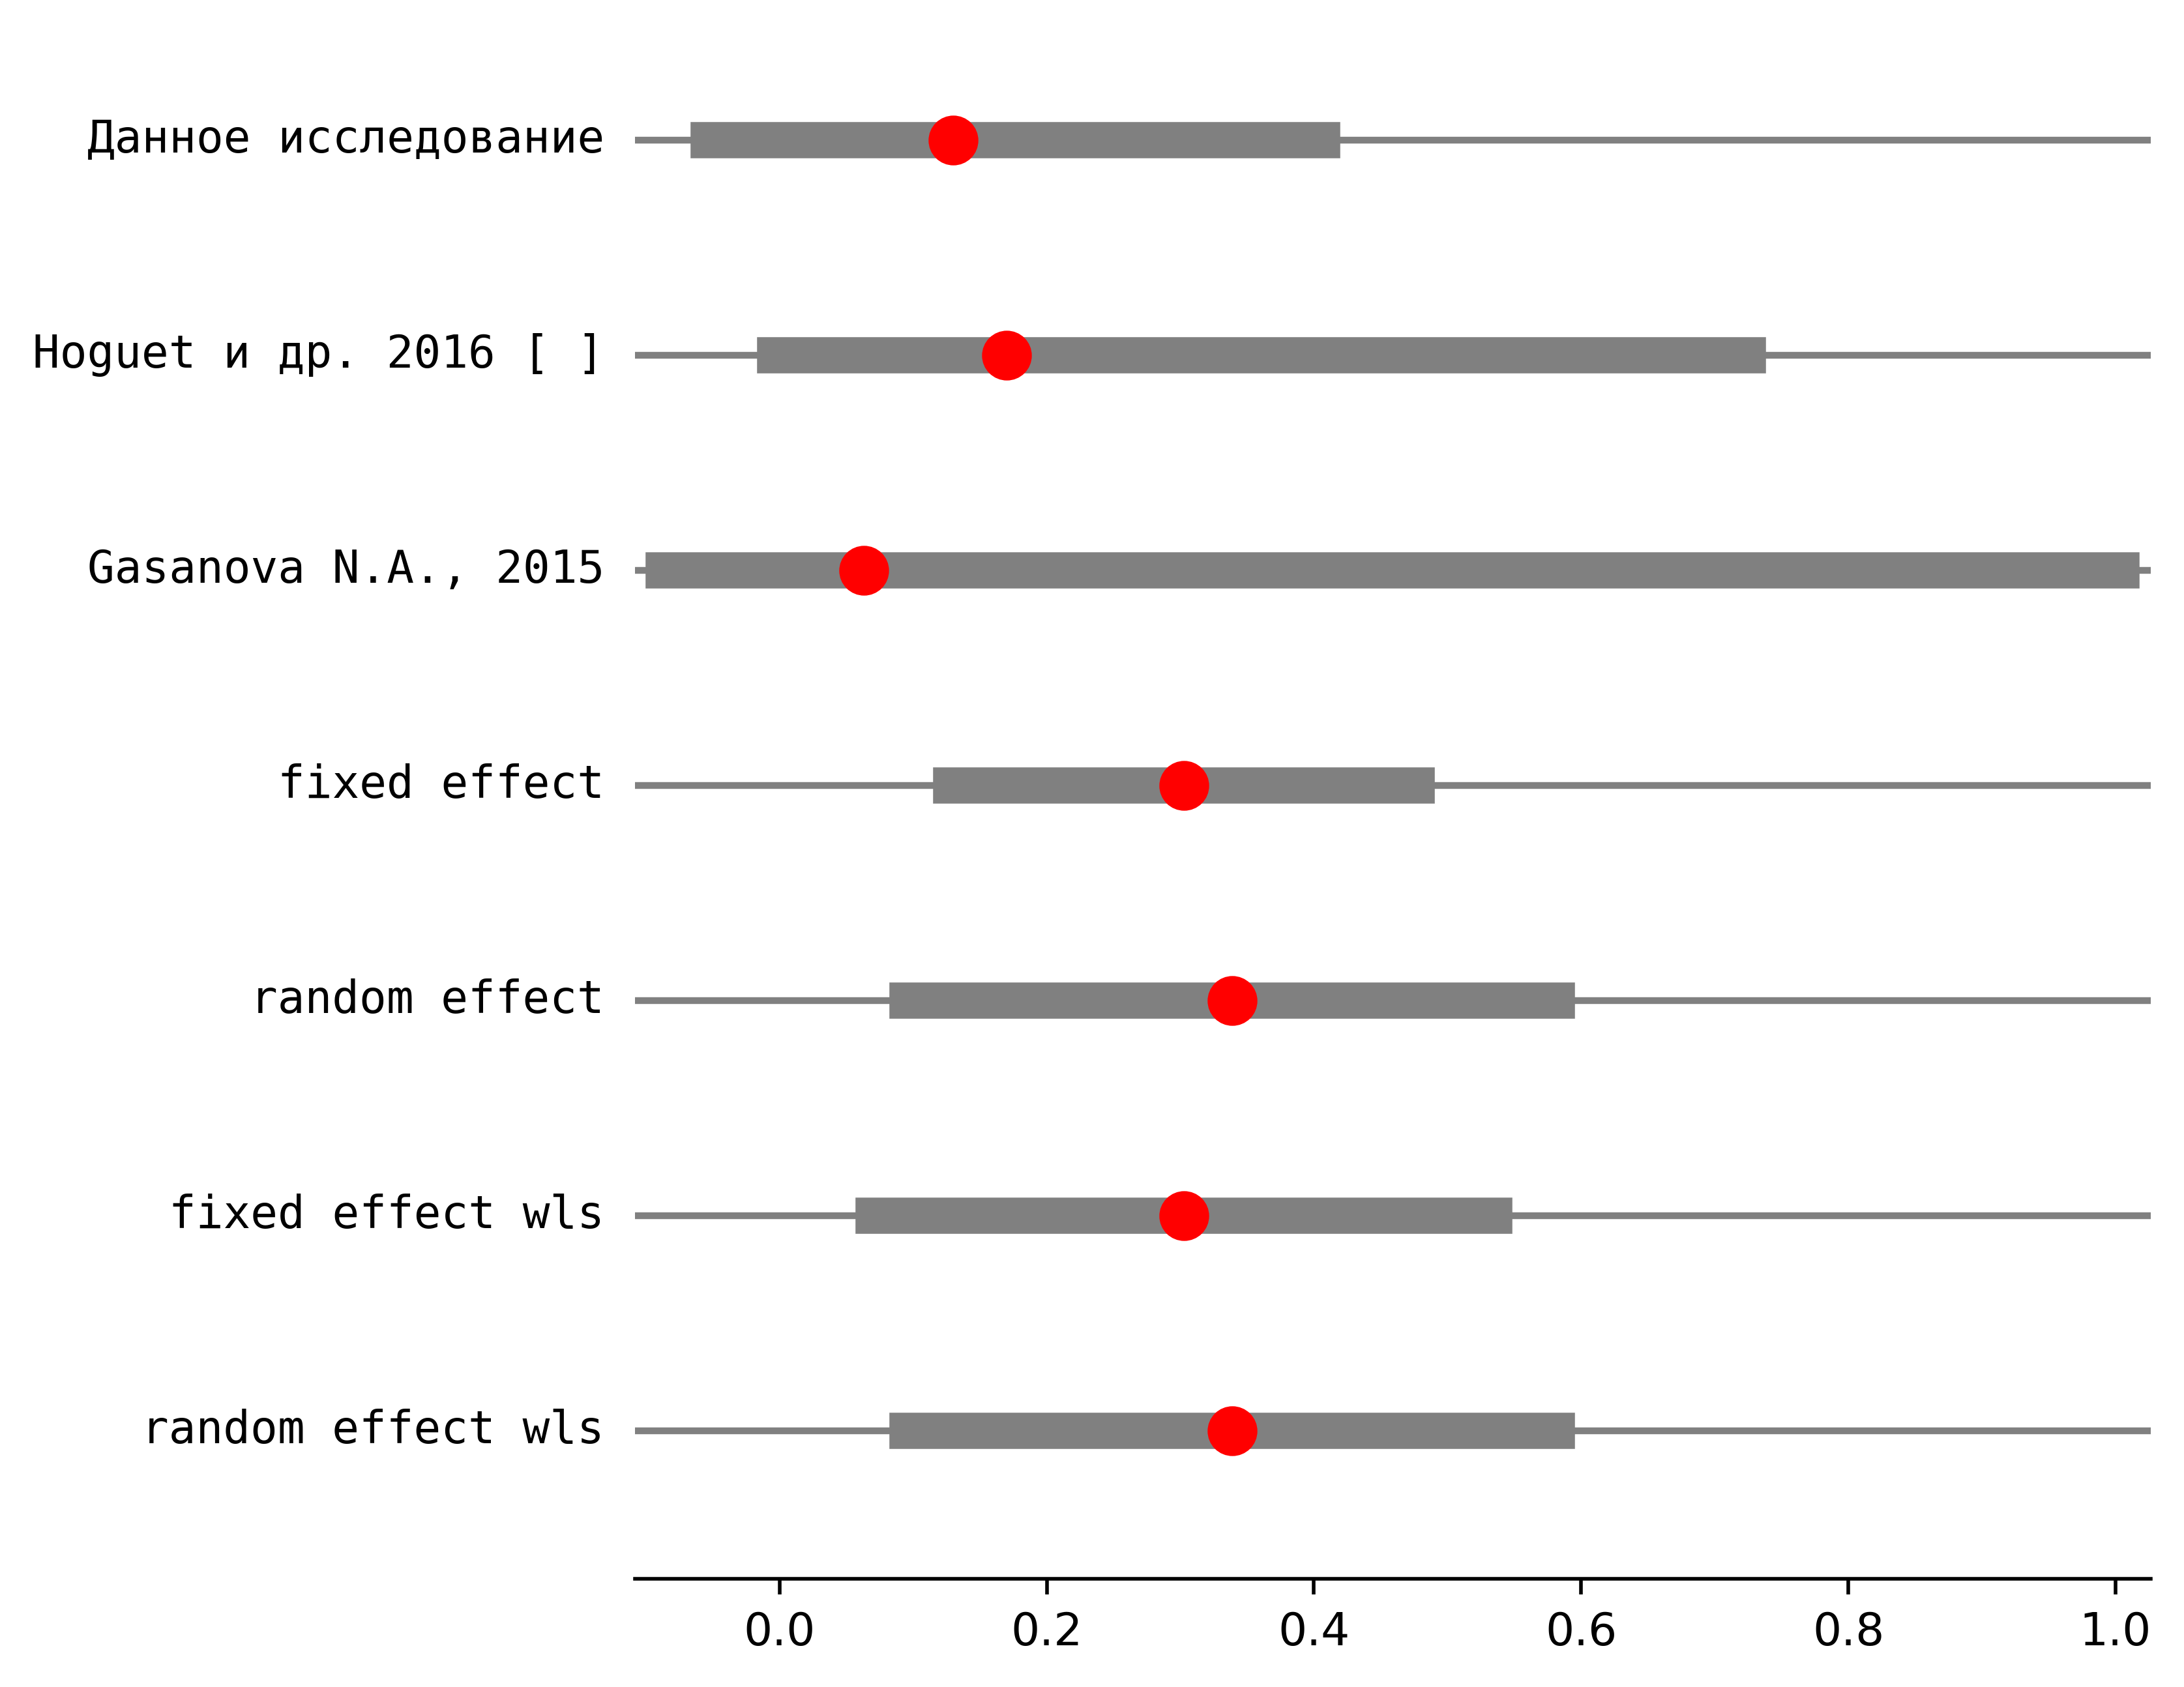 Данное исследование
Hoguet и др. 2016 [ ]
Gasanova N.A., 2015
fixed effect
random effect
fixed effect wls
random effect wls
0.0 0.2 0.4 0.6 0.8 1.0